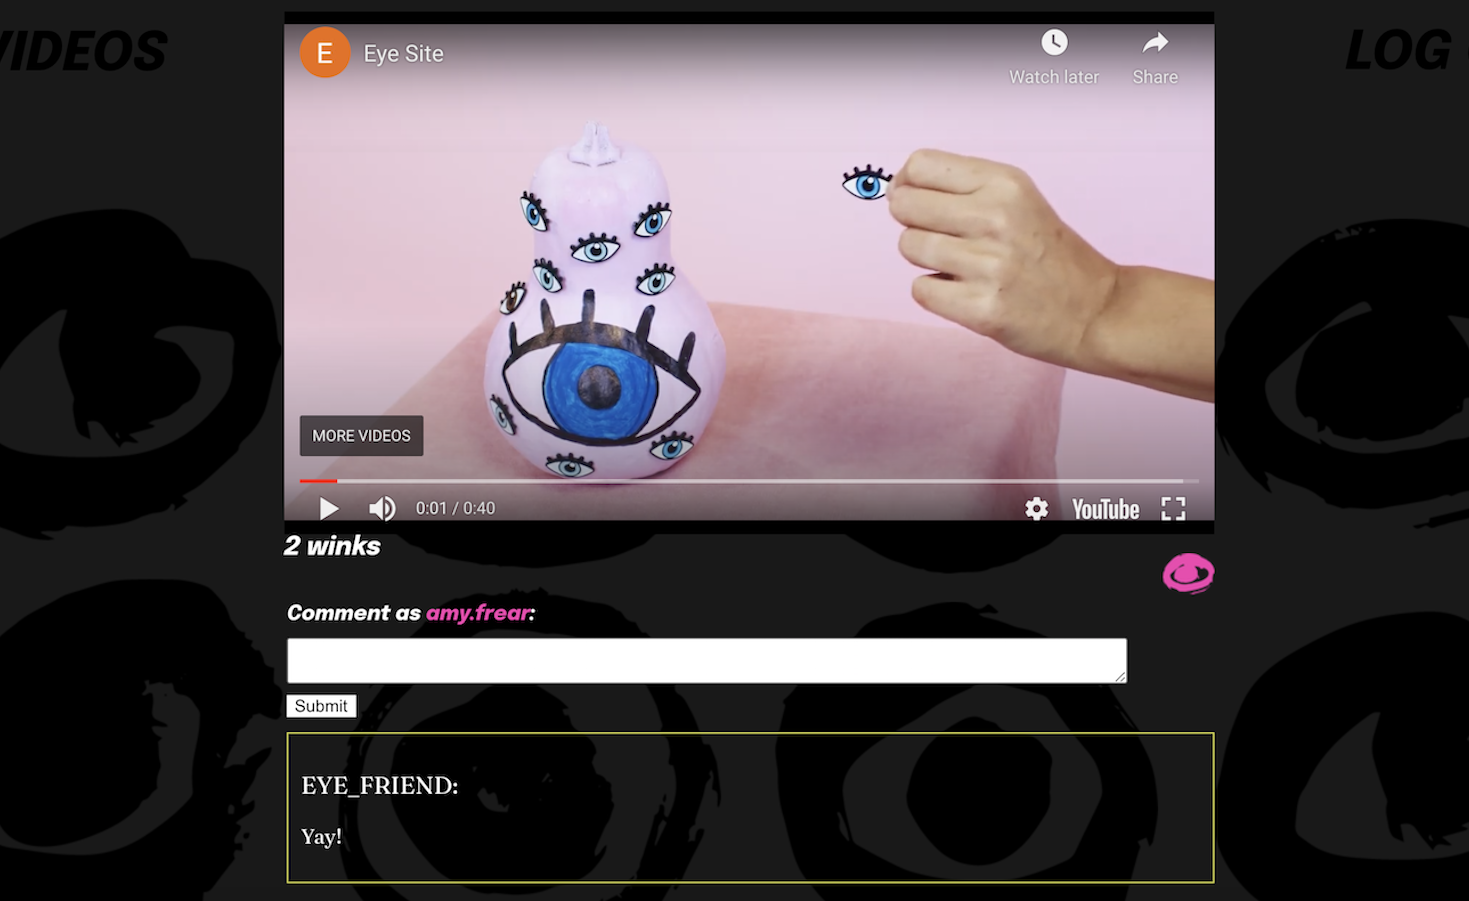 VIDEOS
LOG
E
Eye Site
Watch later
Share
MORE VIDEOS
0:01 / 0:40
YouTube
2 winks
Comment as amy.frear:
Submit
EYE_FRIEND:
Yay!